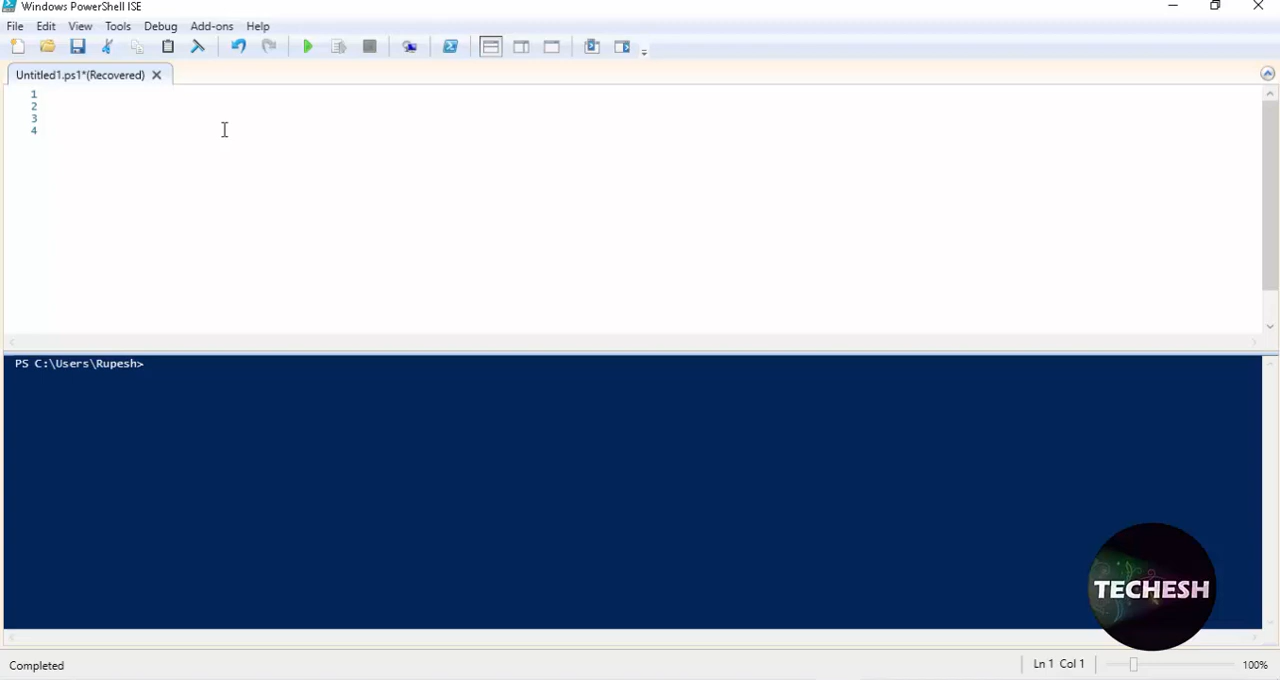 Windows PowerShell ISE
File Edit View Tools Debug Add-ons Help
Untitled1.ps1*(Recovered)
1
2
3
4
PS C:\Users\Rupesh>
TECHESH
Completed
Ln 1 Col 1
100%